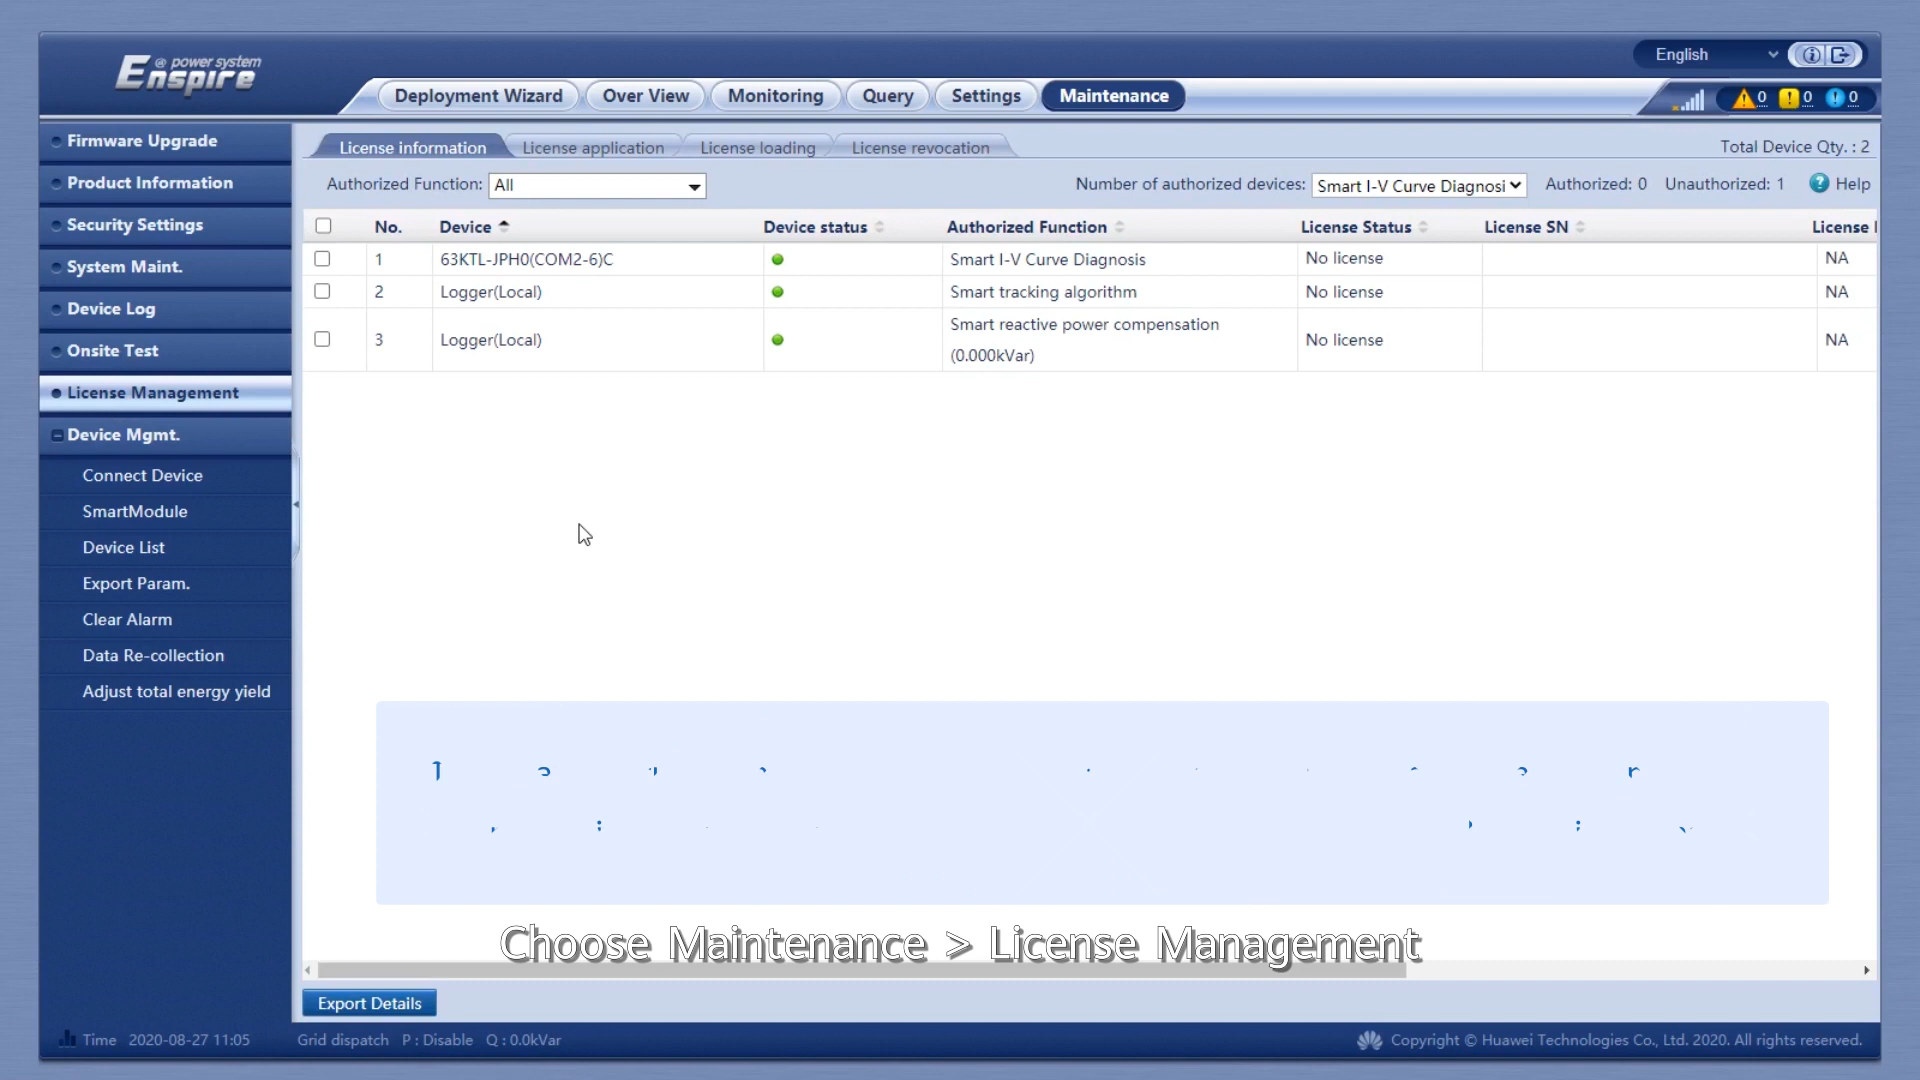 Enspire
@ power system
English
Deployment Wizard
Over View
Monitoring
Query
Settings
Maintenance
0
0
0
Firmware Upgrade
Product Information
Security Settings
System Maint.
Device Log
Onsite Test
License Management
Device Mgmt.
Connect Device
SmartModule
Device List
Export Param.
Clear Alarm
Data Re-collection
Adjust total energy yield
License information
License application
License loading
License revocation
Total Device Qty. : 2
Authorized Function: All
Number of authorized devices: Smart I-V Curve Diagnosi
Authorized: 0
Unauthorized: 1
Help
No. Device Device status Authorized Function License Status License SN License
1 63KTL-JPH0(COM2-6)C Smart I-V Curve Diagnosis No license NA
2 Logger(Local) Smart tracking algorithm No license NA
3 Logger(Local) Smart reactive power compensation (0.000kVar) No license NA
Choose Maintenance > License Management
Export Details
Time 2020-08-27 11:05
Grid dispatch P : Disable Q : 0.0kVar
Copyright © Huawei Technologies Co., Ltd. 2020. All rights reserved.